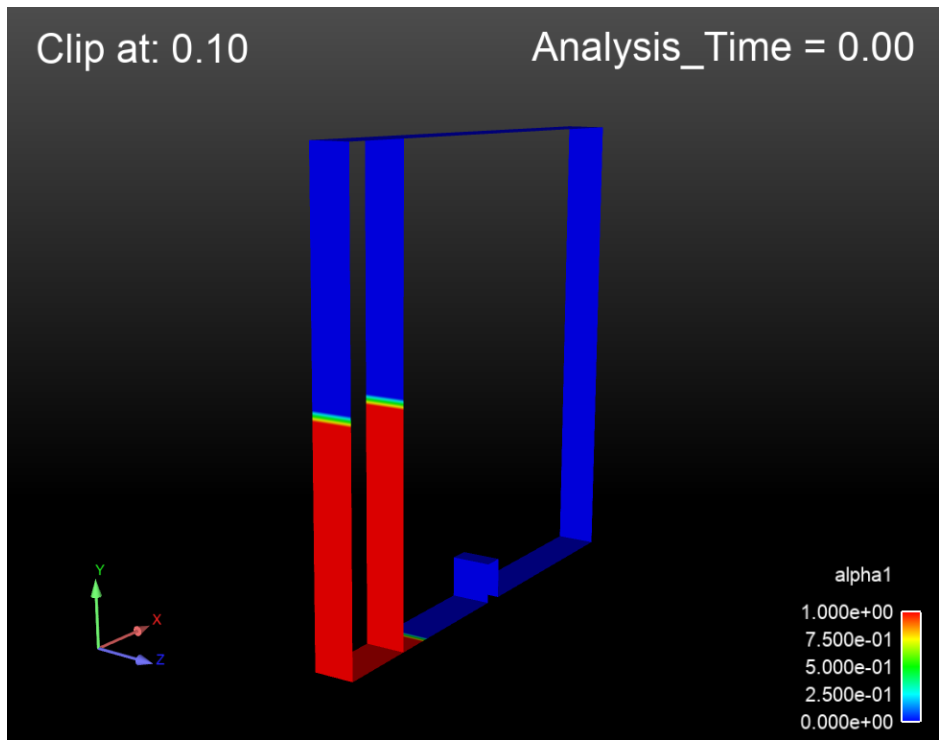 Clip at: 0.10
Analysis_Time = 0.00
Y
X
Z
alpha1
1.000e+00
7.500e-01
5.000e-01
2.500e-01
0.000e+00